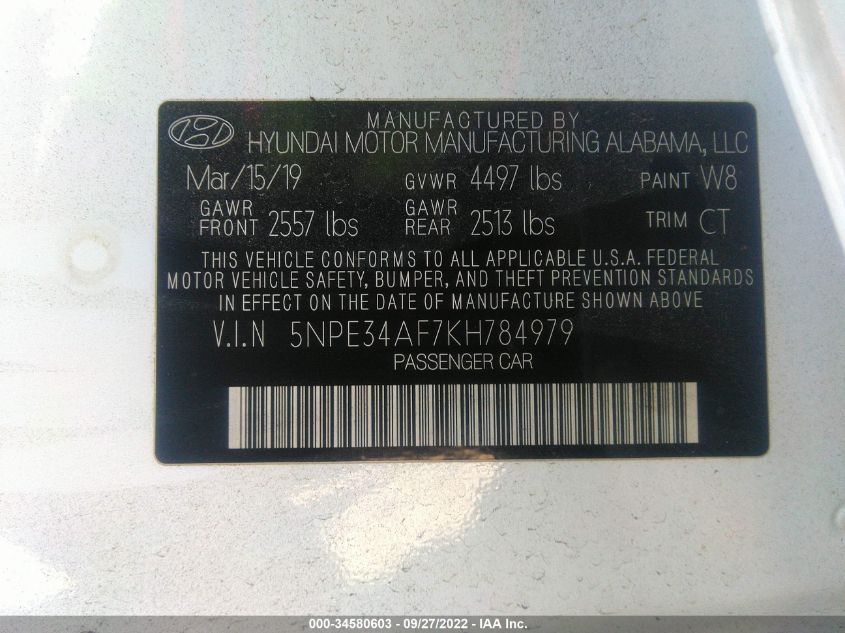 MANUFACTURED BY
HYUNDAI MOTOR MANUFACTURING ALABAMA, LLC
Mar/15/19 GVWR 4497 lbs PAINT W8
GAWR FRONT 2557 lbs GAWR REAR 2513 lbs TRIM CT
THIS VEHICLE CONFORMS TO ALL APPLICABLE U.S.A. FEDERAL
MOTOR VEHICLE SAFETY, BUMPER, AND THEFT PREVENTION STANDARDS
IN EFFECT ON THE DATE OF MANUFACTURE SHOWN ABOVE
V.I.N 5NPE34AF7KH784979
PASSENGER CAR
000-34580603 - 09/27/2022 - IAA Inc.